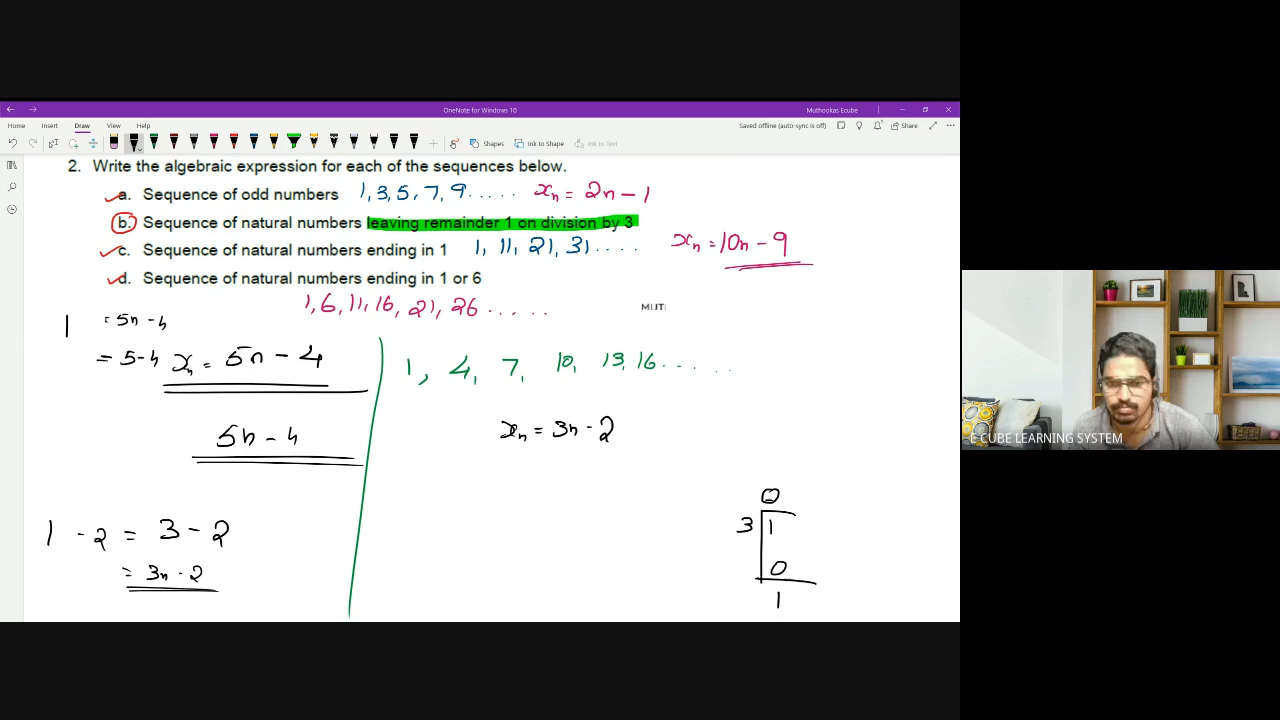 OneNote for Windows 10
Muthookas Ecube
Home Insert Draw View Help
Saved offline (auto-sync is off)
Share
Shapes
Ink to Shape
Ink to Text
2. Write the algebraic expression for each of the sequences below.
a. Sequence of odd numbers 1, 3, 5, 7, 9 ..... xₙ = 2n - 1
b. Sequence of natural numbers leaving remainder 1 on division by 3
c. Sequence of natural numbers ending in 1 1, 11, 21, 31 ....
xₙ = 10n - 9
d. Sequence of natural numbers ending in 1 or 6
1, 6, 11, 16, 21, 26 ......
MUTI
1 = 5n - 4
= 5 - 4 xₙ = 5n - 4
1, 4, 7, 10, 13, 16 ......
5n - 4
xₙ = 3n - 2
1 - 2 = 3 - 2
= 3n - 2
0
3 1
0
1
E CUBE LEARNING SYSTEM